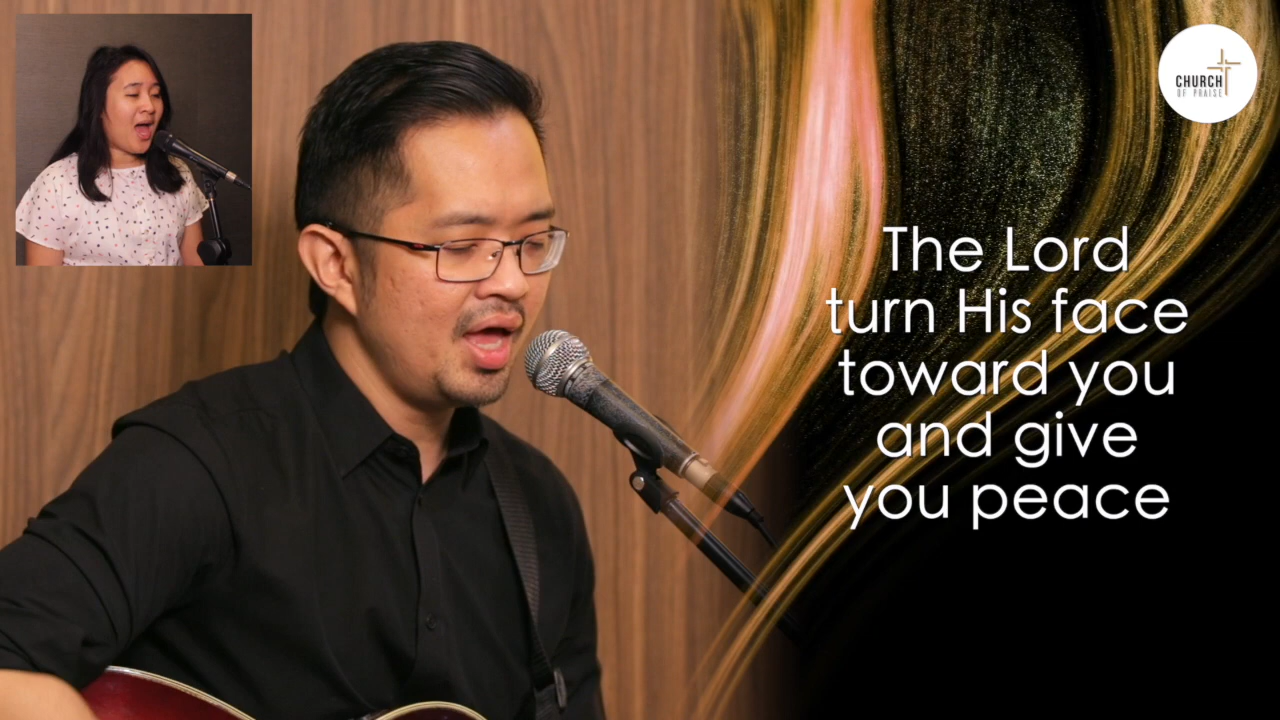 CHURCH
OF PRAISE
The Lord
turn His face
toward you
and give
you peace